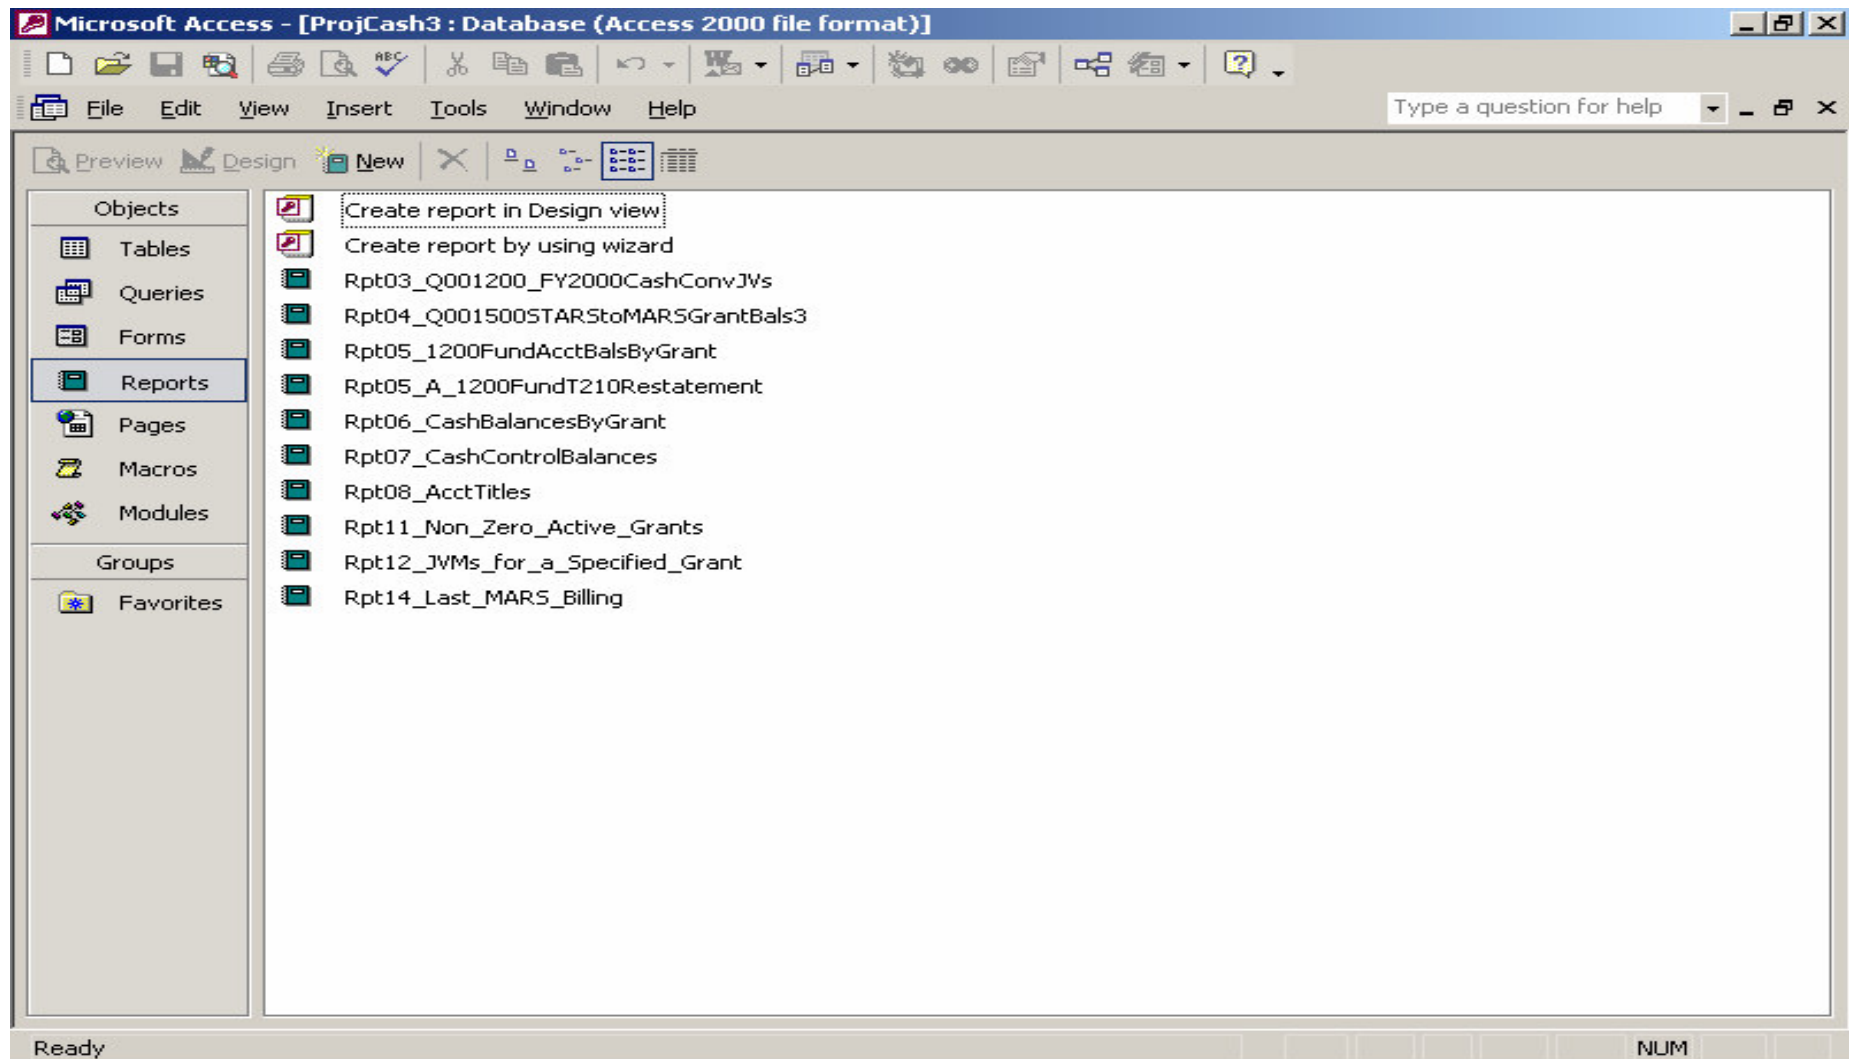 Microsoft Access - [ProjCash3 : Database (Access 2000 file format)]
File Edit View Insert Tools Window Help Type a question for help
Preview Design New
Objects
Tables
Queries
Forms
Reports
Pages
Macros
Modules
Groups
Favorites
Create report in Design view
Create report by using wizard
Rpt03_Q001200_FY2000CashConvJVs
Rpt04_Q001500STARStoMARSGrantBals3
Rpt05_1200FundAcctBalsByGrant
Rpt05_A_1200FundT210Restatement
Rpt06_CashBalancesByGrant
Rpt07_CashControlBalances
Rpt08_AcctTitles
Rpt11_Non_Zero_Active_Grants
Rpt12_JVMs_for_a_Specified_Grant
Rpt14_Last_MARS_Billing
Ready NUM